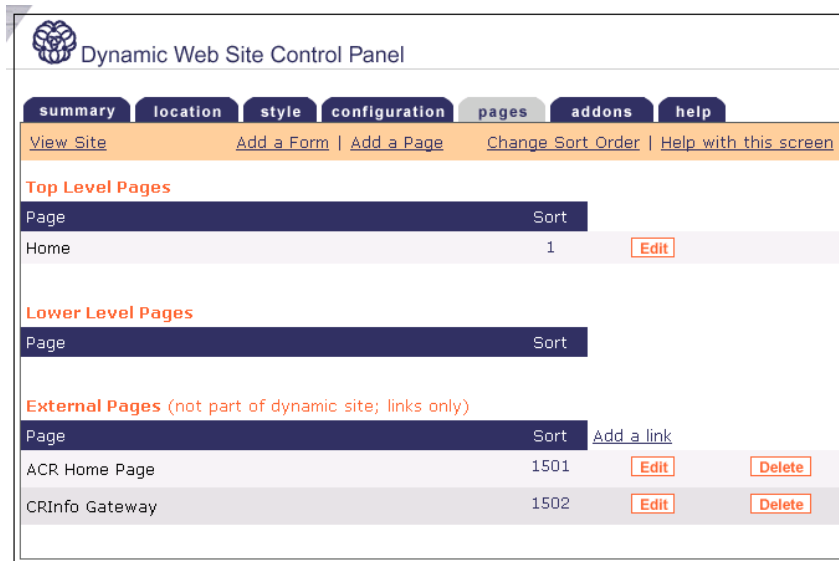 Dynamic Web Site Control Panel
summary location style configuration pages addons help
View Site Add a Form | Add a Page Change Sort Order | Help with this screen
Top Level Pages
Page Sort
Home 1 Edit
Lower Level Pages
Page Sort
External Pages (not part of dynamic site; links only)
Page Sort Add a link
ACR Home Page 1501 Edit Delete
CRInfo Gateway 1502 Edit Delete